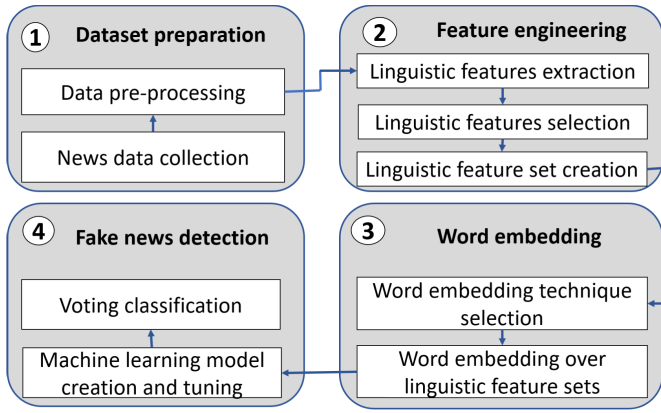 1 Dataset preparation
Data pre-processing
News data collection
2 Feature engineering
Linguistic features extraction
Linguistic features selection
Linguistic feature set creation
3 Word embedding
Word embedding technique
selection
Word embedding over
linguistic feature sets
4 Fake news detection
Voting classification
Machine learning model
creation and tuning